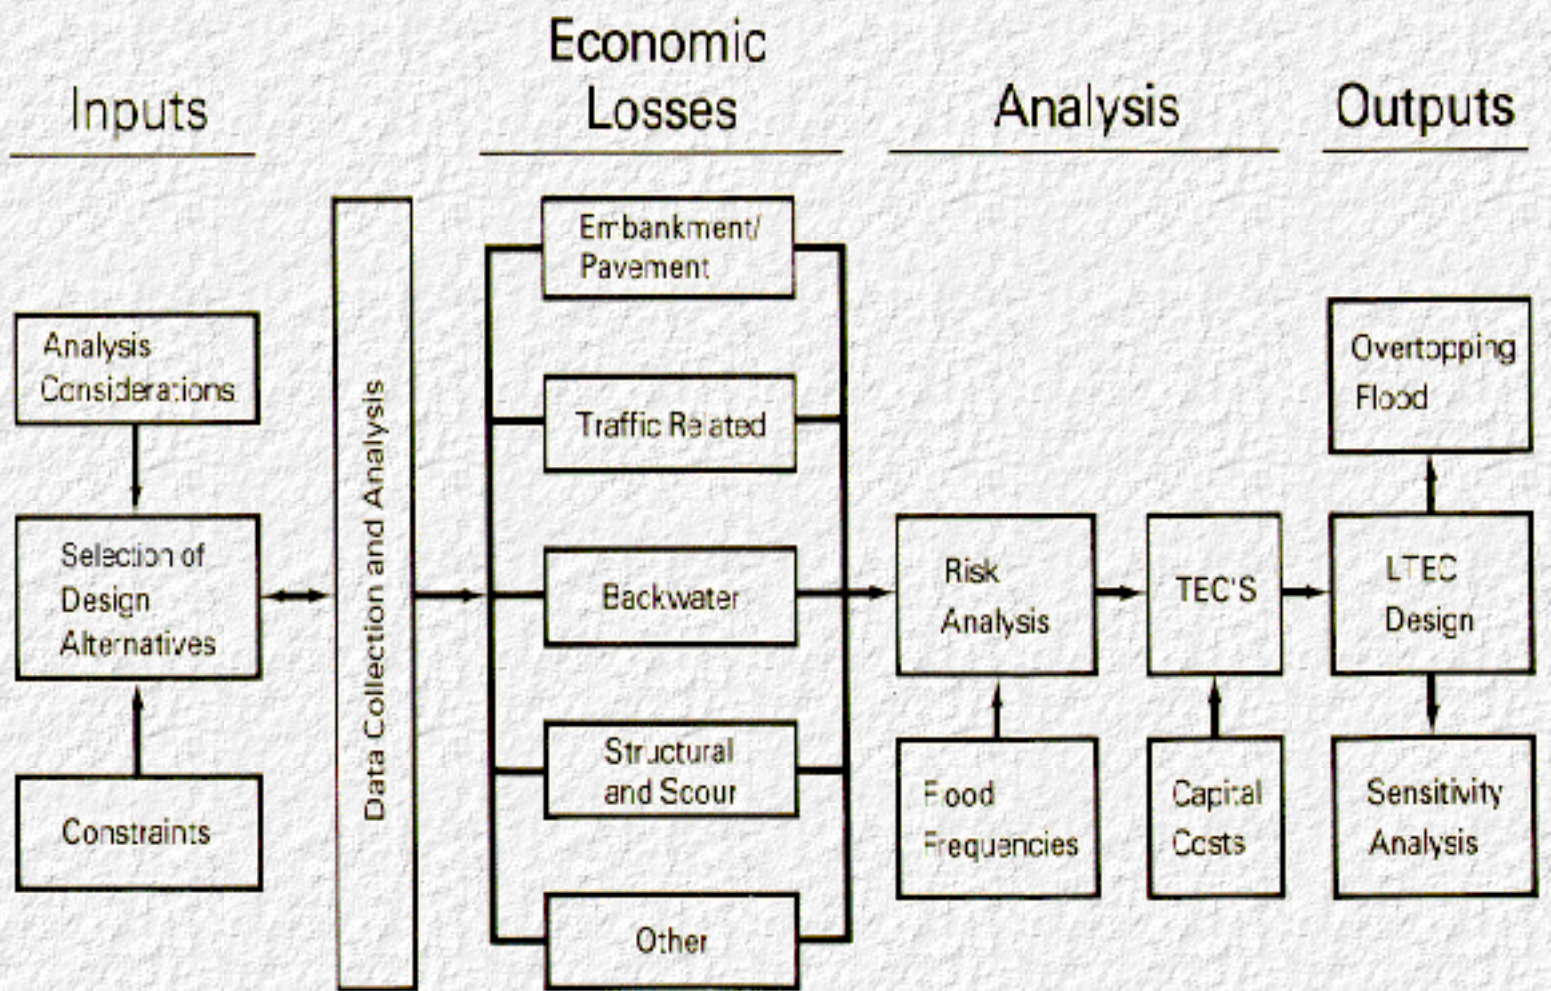 Inputs
Economic
Losses
Analysis
Outputs
Analysis
Considerations
Selection of
Design
Alternatives
Constraints
Data Collection and Analysis
Embankment/
Pavement
Traffic Related
Backwater
Structural
and Scour
Other
Risk
Analysis
Flood
Frequencies
TEC'S
Capital
Costs
Overtopping
Flood
LTEC
Design
Sensitivity
Analysis